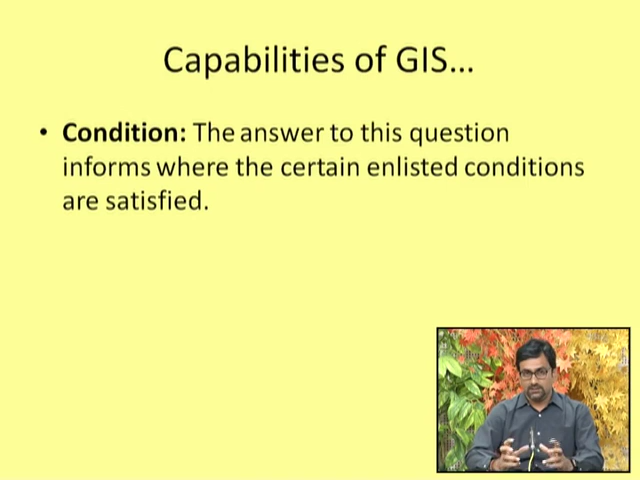 Capabilities of GIS...
• Condition: The answer to this question
informs where the certain enlisted conditions
are satisfied.